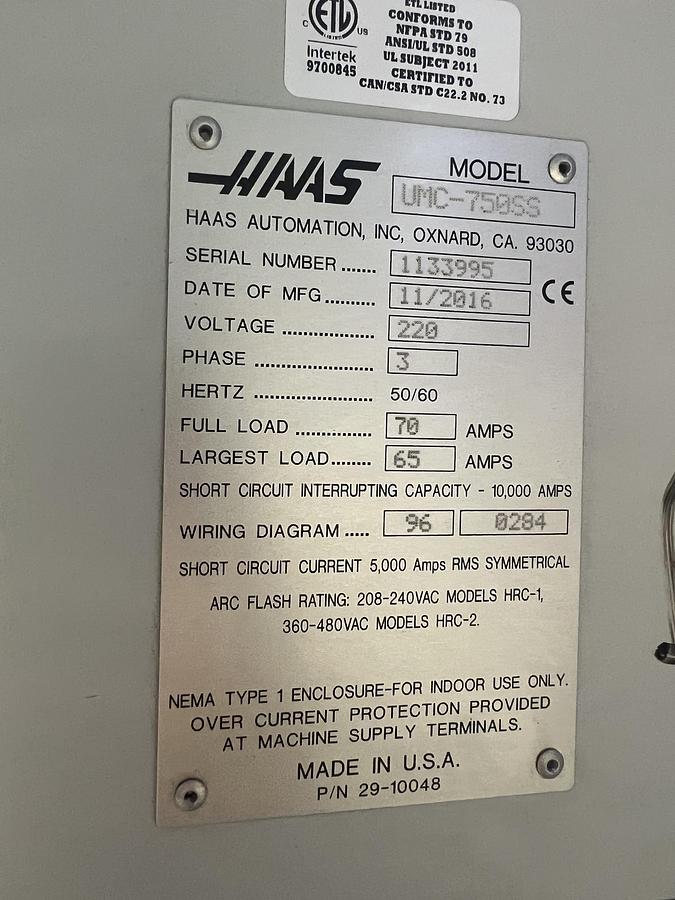 ETL LISTED
CONFORMS TO
NFPA STD 79
ANSI/UL STD 508
UL SUBJECT 2011
CERTIFIED TO
CAN/CSA STD C22.2 NO. 73
ETL
C US
Intertek
9700845
HAAS
MODEL
UMC-750SS
HAAS AUTOMATION, INC, OXNARD, CA. 93030
SERIAL NUMBER ....... 1133995
DATE OF MFG.......... 11/2016 CE
VOLTAGE .................. 220
PHASE ....................... 3
HERTZ ....................... 50/60
FULL LOAD ............... 70 AMPS
LARGEST LOAD........ 65 AMPS
SHORT CIRCUIT INTERRUPTING CAPACITY - 10,000 AMPS
WIRING DIAGRAM ..... 96 0284
SHORT CIRCUIT CURRENT 5,000 Amps RMS SYMMETRICAL
ARC FLASH RATING: 208-240VAC MODELS HRC-1,
360-480VAC MODELS HRC-2.
NEMA TYPE 1 ENCLOSURE-FOR INDOOR USE ONLY.
OVER CURRENT PROTECTION PROVIDED
AT MACHINE SUPPLY TERMINALS.
MADE IN U.S.A.
P/N 29-10048